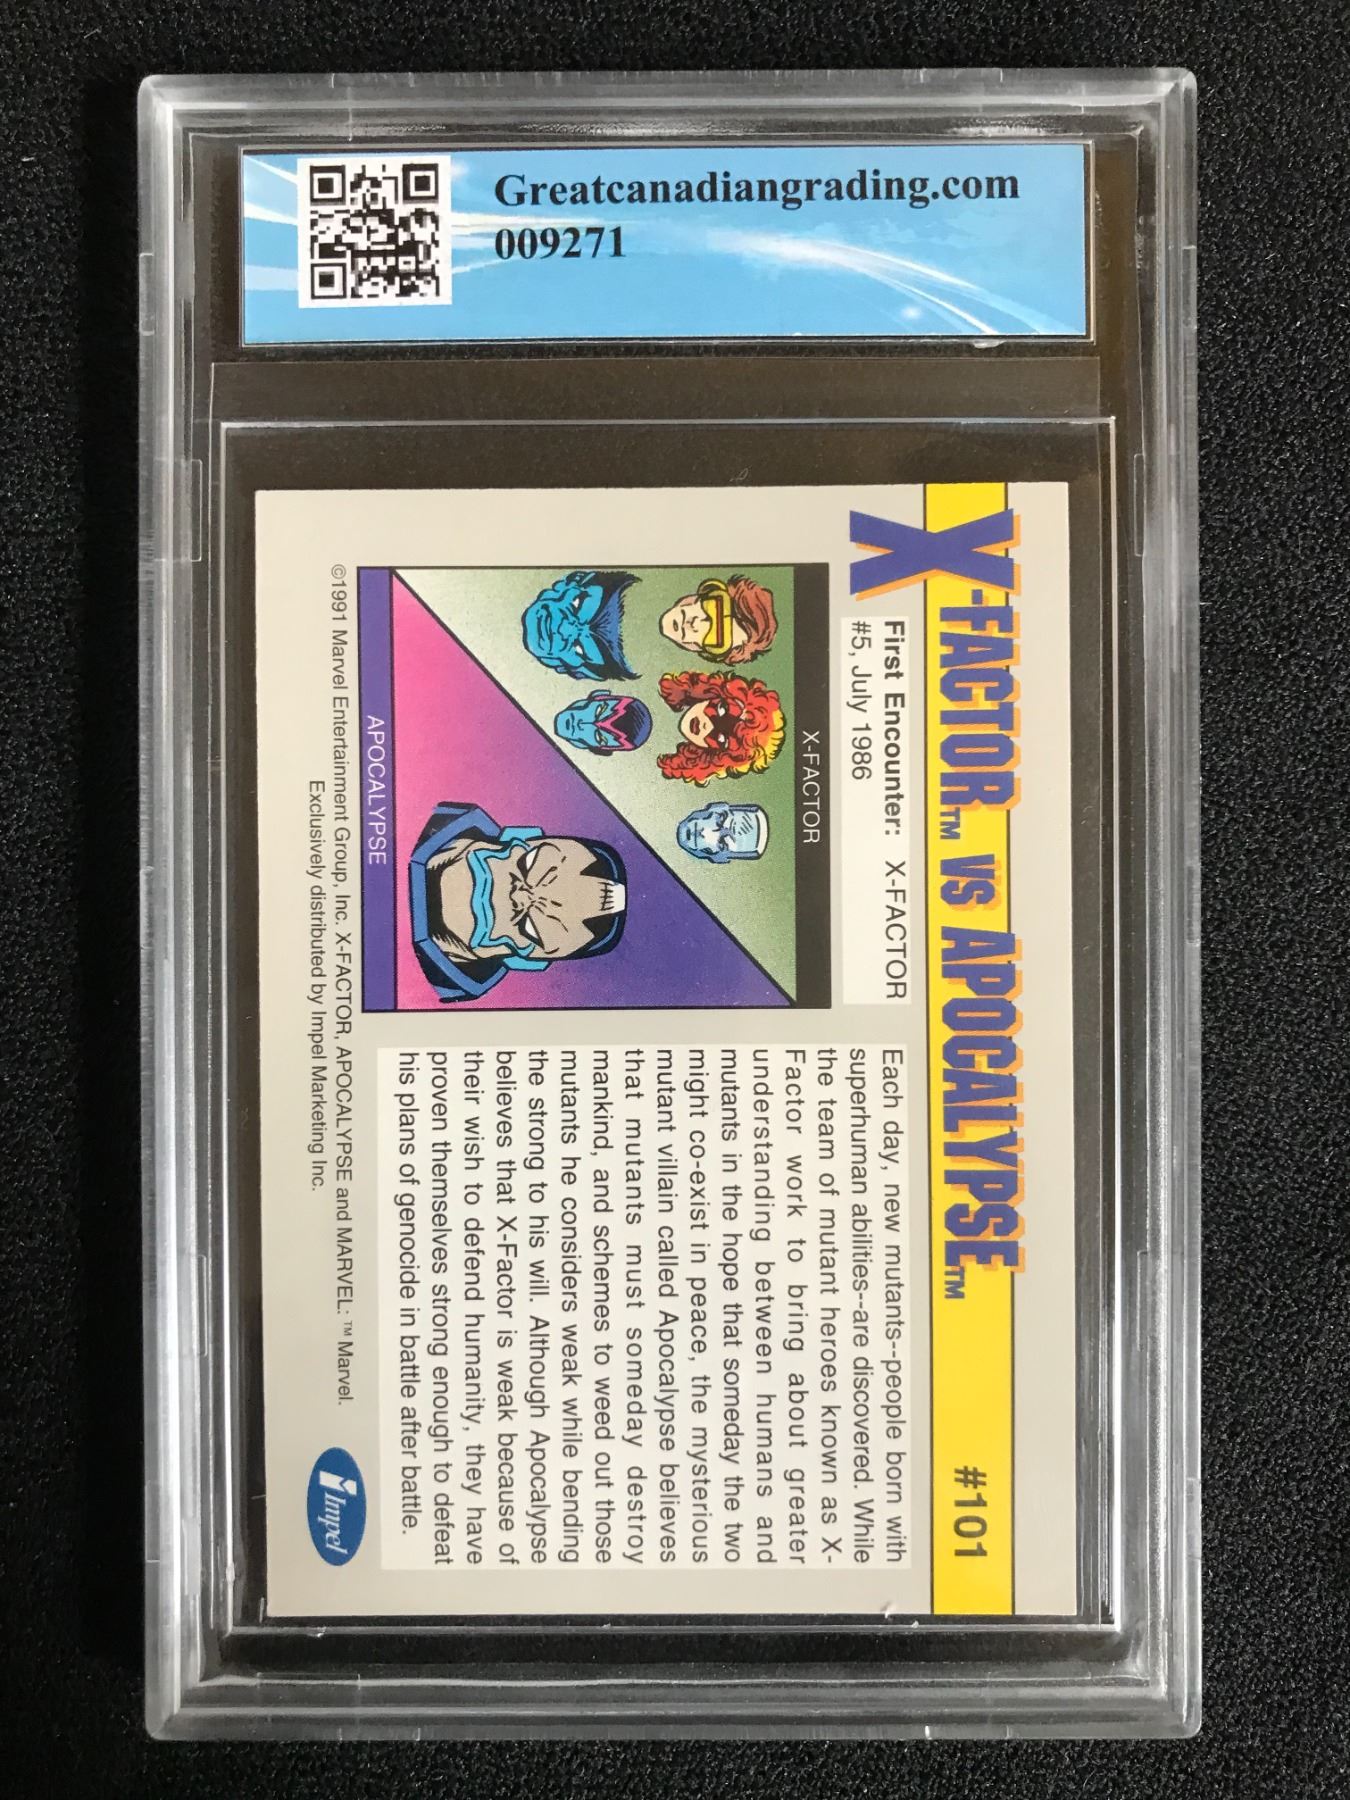 Greatcanadiangrading.com
009271
X-FACTOR™ VS APOCALYPSE™
#101
First Encounter: X-FACTOR
#5, July 1986
X-FACTOR
APOCALYPSE
Each day, new mutants--people born with
superhuman abilities--are discovered. While
the team of mutant heroes known as X-
Factor work to bring about greater
understanding between humans and
mutants in the hope that someday the two
might co-exist in peace, the mysterious
mutant villain called Apocalypse believes
that mutants must someday destroy
mankind, and schemes to weed out those
mutants he considers weak while bending
the strong to his will. Although Apocalypse
believes that X-Factor is weak because of
their wish to defend humanity, they have
proven themselves strong enough to defeat
his plans of genocide in battle after battle.
©1991 Marvel Entertainment Group, Inc. X-FACTOR, APOCALYPSE and MARVEL: ™ Marvel.
Exclusively distributed by Impel Marketing Inc.
Impel